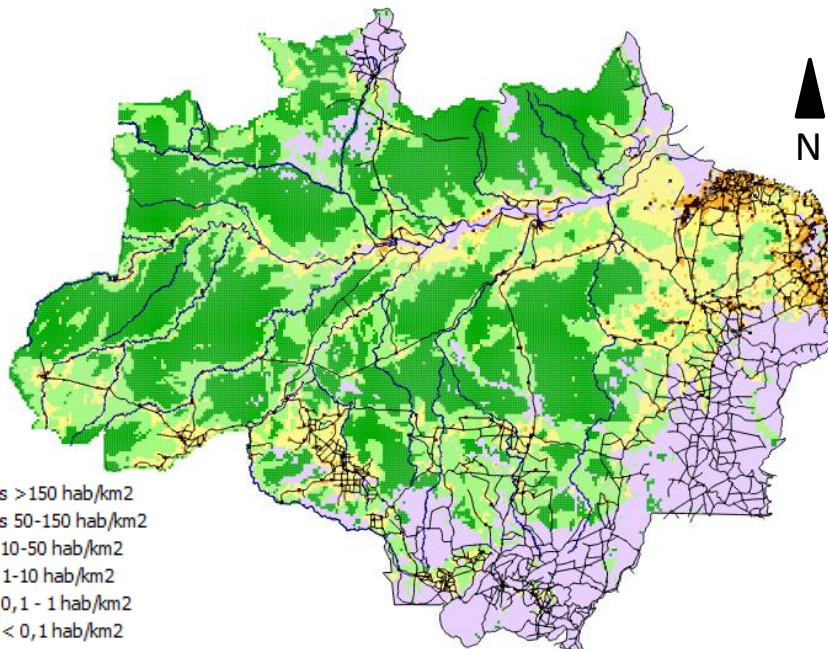 N
s >150 hab/km2
s 50-150 hab/km2
10-50 hab/km2
1-10 hab/km2
0,1 - 1 hab/km2
< 0,1 hab/km2